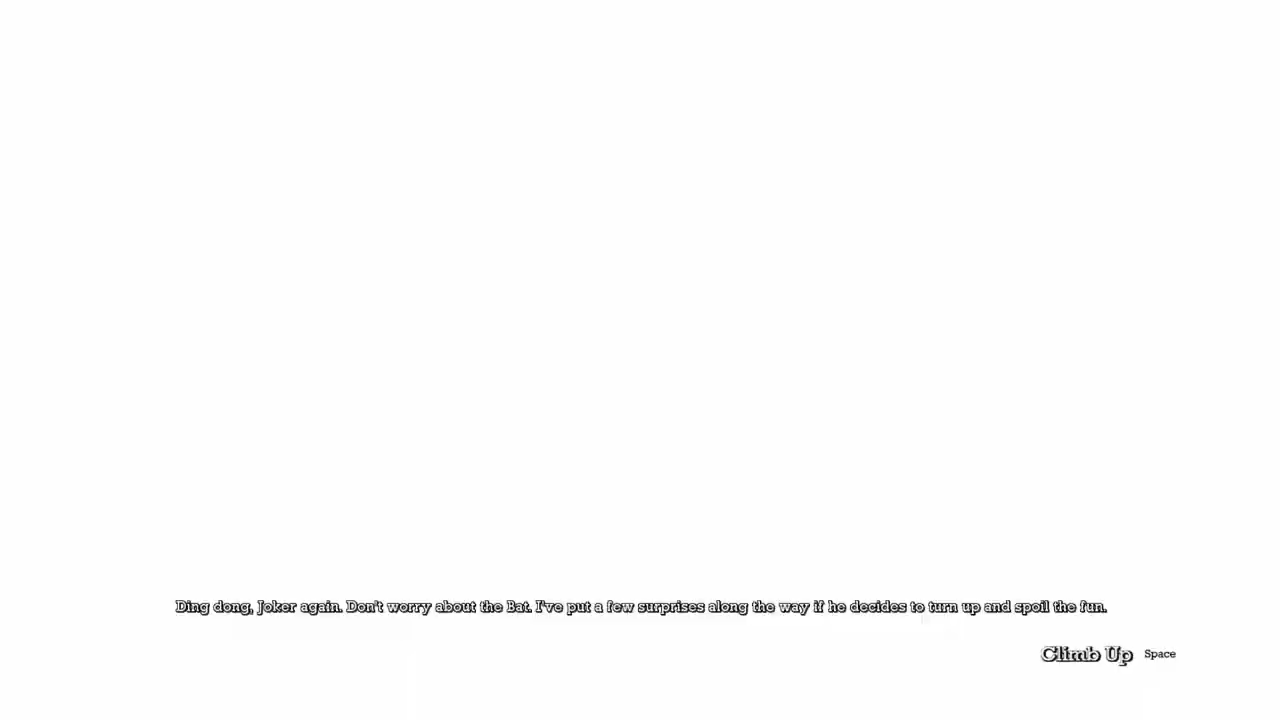 Ding dong, Joker again. Don't worry about the Bat. I've put a few surprises along the way if he decides to turn up and spoil the fun.
Climb Up Space